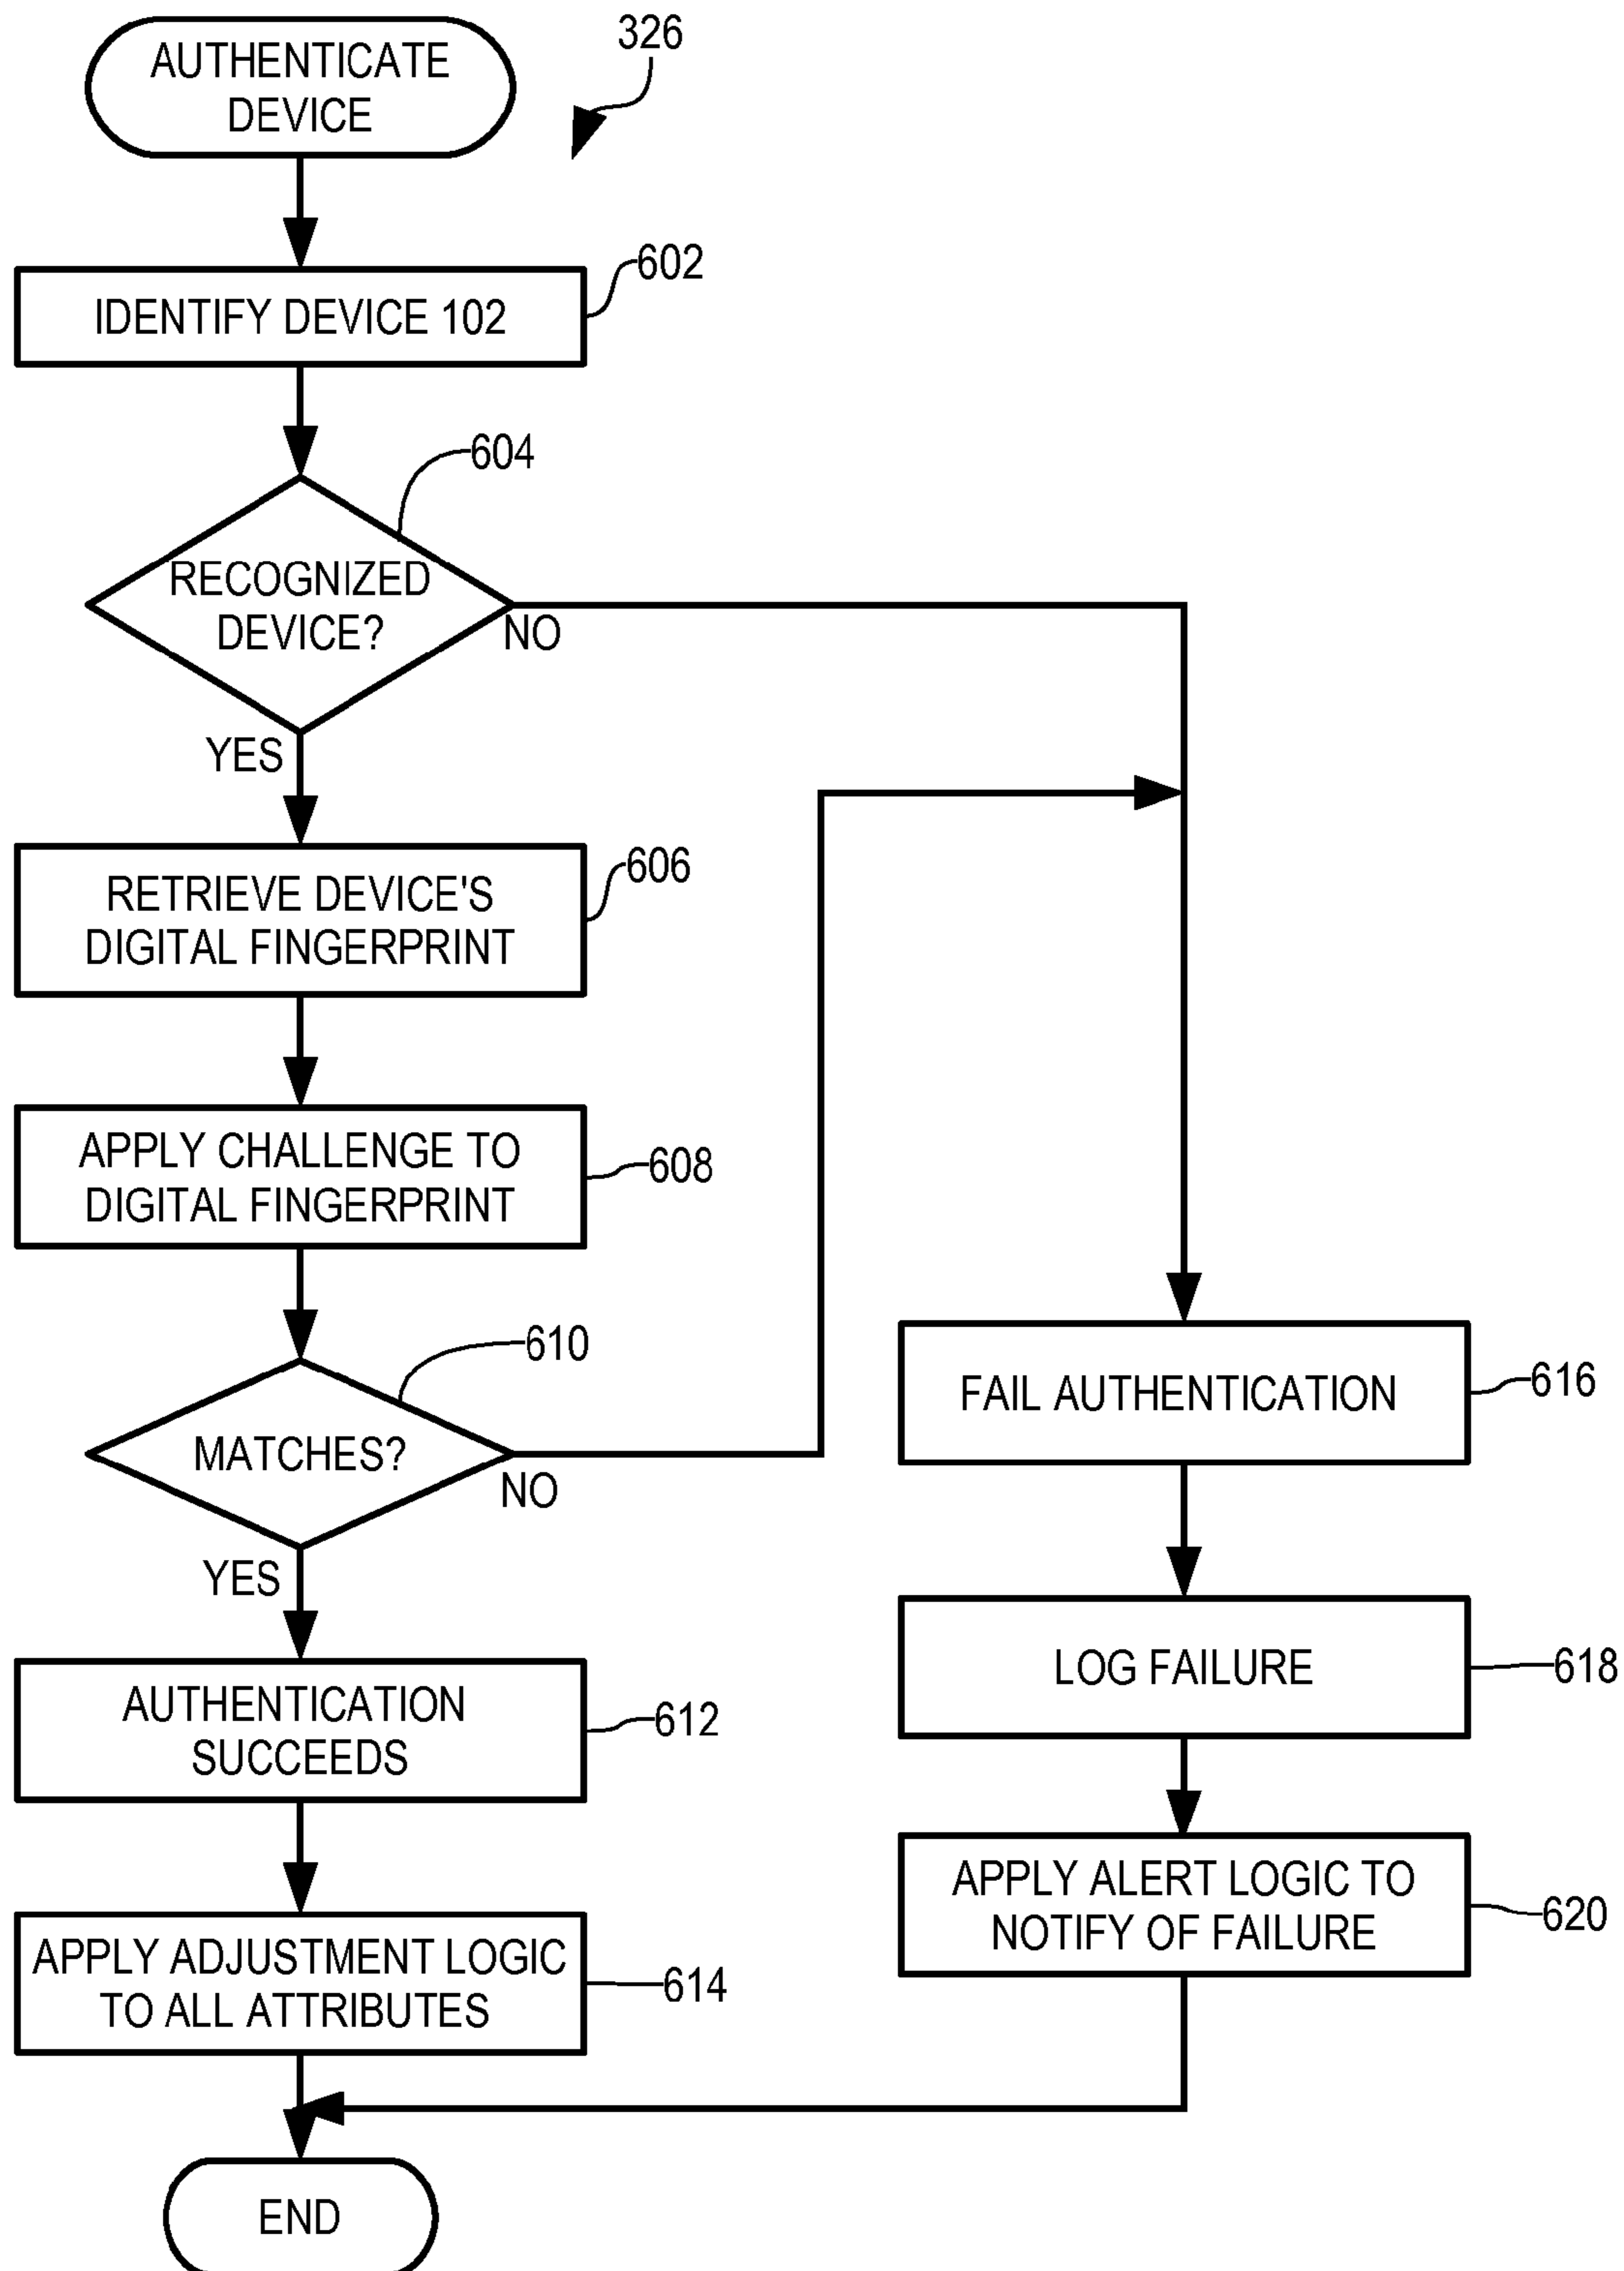 AUTHENTICATE
DEVICE
326
IDENTIFY DEVICE 102
602
604
RECOGNIZED
DEVICE?
NO
YES
RETRIEVE DEVICE'S
DIGITAL FINGERPRINT
606
APPLY CHALLENGE TO
DIGITAL FINGERPRINT
608
610
MATCHES?
NO
YES
AUTHENTICATION
SUCCEEDS
612
APPLY ADJUSTMENT LOGIC
TO ALL ATTRIBUTES
614
FAIL AUTHENTICATION
616
LOG FAILURE
618
APPLY ALERT LOGIC TO
NOTIFY OF FAILURE
620
END